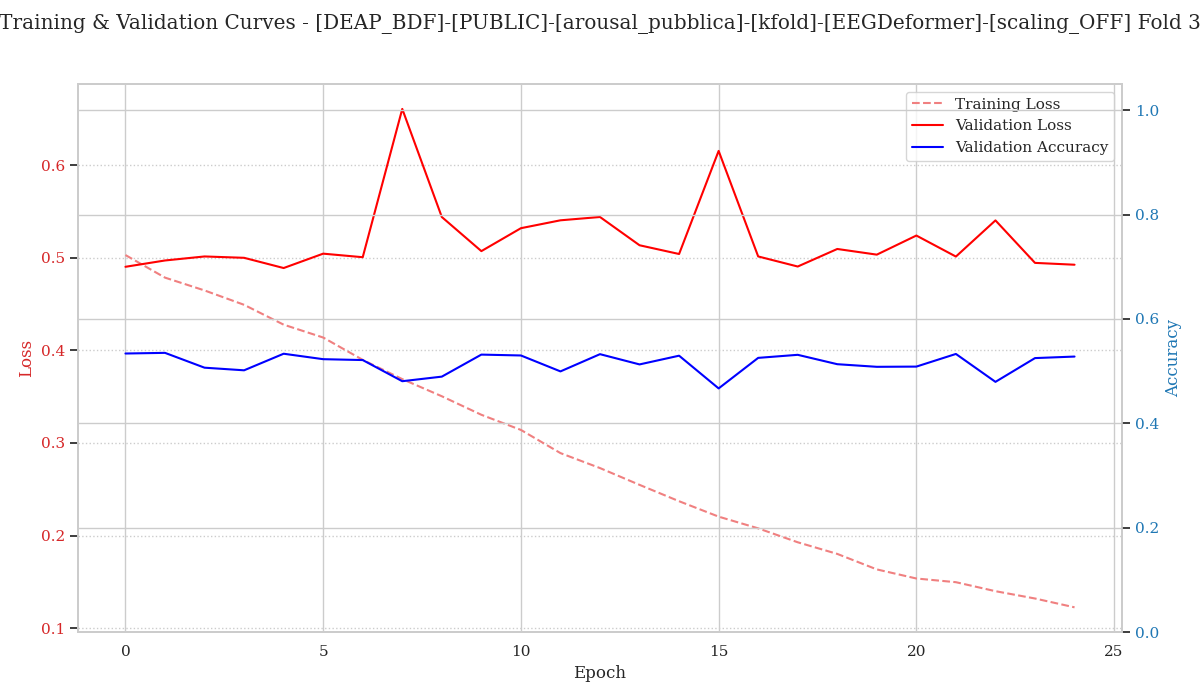 Training & Validation Curves - [DEAP_BDF]-[PUBLIC]-[arousal_pubblica]-[kfold]-[EEGDeformer]-[scaling_OFF] Fold 3
Training Loss
Validation Loss
Validation Accuracy
Loss
0.6
0.5
0.4
0.3
0.2
0.1
1.0
0.8
0.6
0.4
0.2
0.0
Accuracy
0 5 10 15 20 25
Epoch